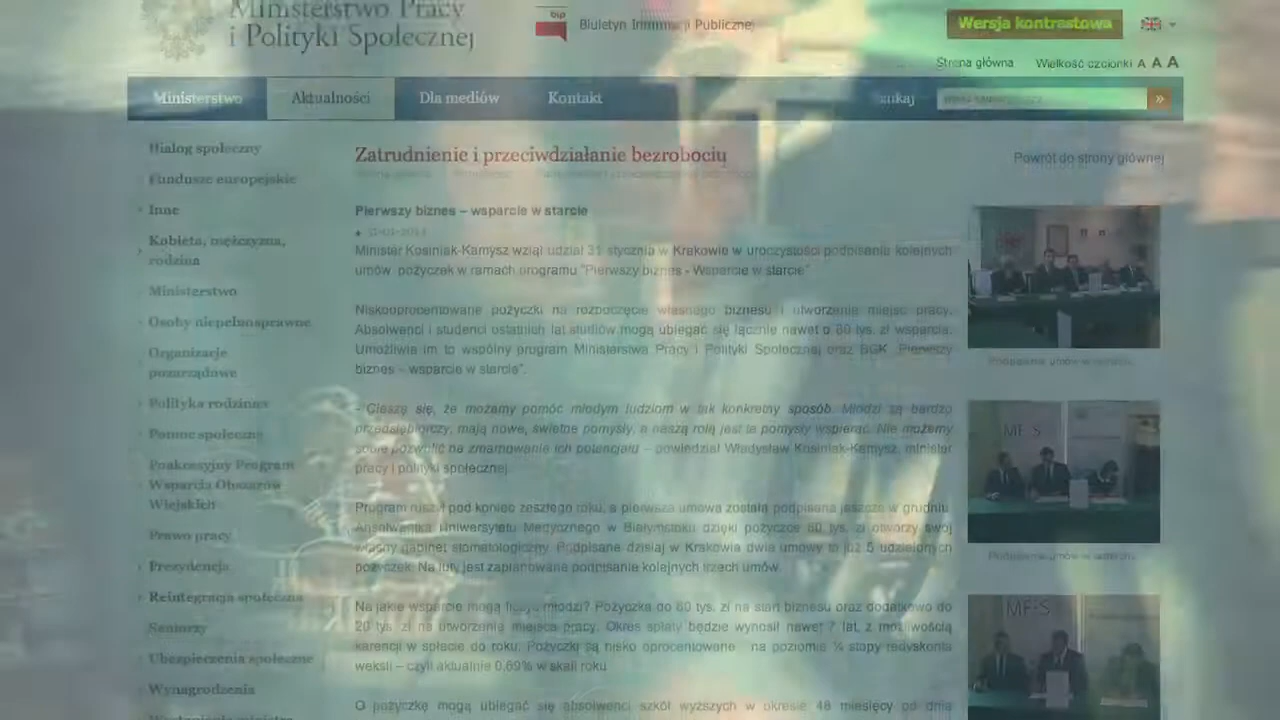 Ministerstwo Pracy
i Polityki Społecznej
bip
Biuletyn Publicznej
Wersja kontrastowa
Strona główna Wielkość czcionki A A A
Ministerstwo Aktualności Dla mediów Kontakt szukaj »
Dialog społeczny
Fundusze europejskie
Inne
Kobieta, mężczyzna,
rodzina
Ministerstwo
Osoby niepełnosprawne
Organizacje
pozarządowe
Polityka rodzinna
Pomoc społeczna
Poakcesyjny Program
Wsparcia Obszarów
Wiejskich
Prawo pracy
Prezydencja
Reintegracja społeczna
Seniorzy
Ubezpieczenia społeczne
Wynagrodzenia
Zatrudnienie i przeciwdziałanie bezrobociu
Powrót do strony głównej
Pierwszy biznes – wsparcie w starcie
Minister Kosiniak-Kamysz wziął udział 31 stycznia w Krakowie w uroczystości podpisania kolejnych
umów pożyczek w ramach programu "Pierwszy biznes - Wsparcie w starcie"
Niskooprocentowane pożyczki na rozpoczęcie własnego biznesu i utworzenie miejsc pracy.
Absolwenci i studenci ostatnich lat studiów mogą ubiegać się łącznie nawet o 80 tys. zł wsparcia.
Umożliwia im to wspólny program Ministerstwa Pracy i Polityki Społecznej oraz BGK „Pierwszy
biznes – wsparcie w starcie”.
- Cieszę się, że możemy pomóc młodym ludziom w tak konkretny sposób. Młodzi są bardzo
przedsiębiorczy, mają nowe, świetne pomysły, a naszą rolą jest te pomysły wspierać. Nie możemy
sobie pozwolić na zmarnowanie ich potencjału – powiedział Władysław Kosiniak-Kamysz, minister
pracy i polityki społecznej.
Program ruszył pod koniec zeszłego roku, a pierwsza umowa została podpisana jeszcze w grudniu.
Absolwentka Uniwersytetu Medycznego w Białymstoku dzięki pożyczce 60 tys. zł otworzy swój
własny gabinet stomatologiczny. Podpisane dzisiaj w Krakowie dwie umowy to już 5 udzielonych
pożyczek. Na luty jest zaplanowane podpisanie kolejnych trzech umów.
Na jakie wsparcie mogą liczyć młodzi? Pożyczka do 60 tys. zł na start biznesu oraz dodatkowo do
20 tys. zł na utworzenie miejsca pracy. Okres spłaty będzie wynosił nawet 7 lat, z możliwością
karencji w spłacie do roku. Pożyczki są nisko oprocentowane na poziomie ¼ stopy redyskonta
weksli – czyli aktualnie 0,69% w skali roku
O pożyczkę mogą ubiegać się absolwenci szkół wyższych w okresie 48 miesięcy od dnia
Podpisanie umów w
Podpisanie umów w